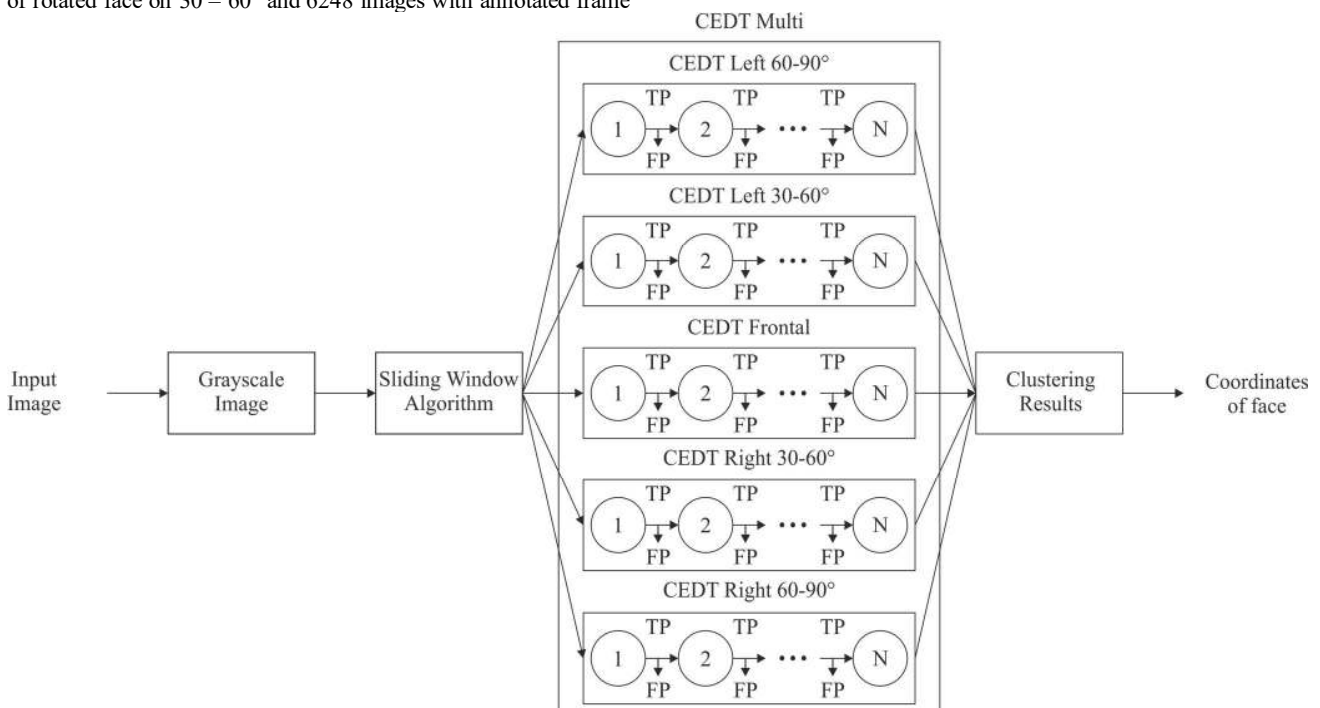 of rotated face on 30 – 60° and 6248 images with annotated frame
CEDT Multi
CEDT Left 60-90°
TP TP TP
1 2 ••• N
FP FP FP
CEDT Left 30-60°
TP TP TP
1 2 ••• N
FP FP FP
CEDT Frontal
TP TP TP
1 2 ••• N
FP FP FP
Input
Image
Grayscale
Image
Sliding Window
Algorithm
Clustering
Results
Coordinates
of face
CEDT Right 30-60°
TP TP TP
1 2 ••• N
FP FP FP
CEDT Right 60-90°
TP TP TP
1 2 ••• N
FP FP FP